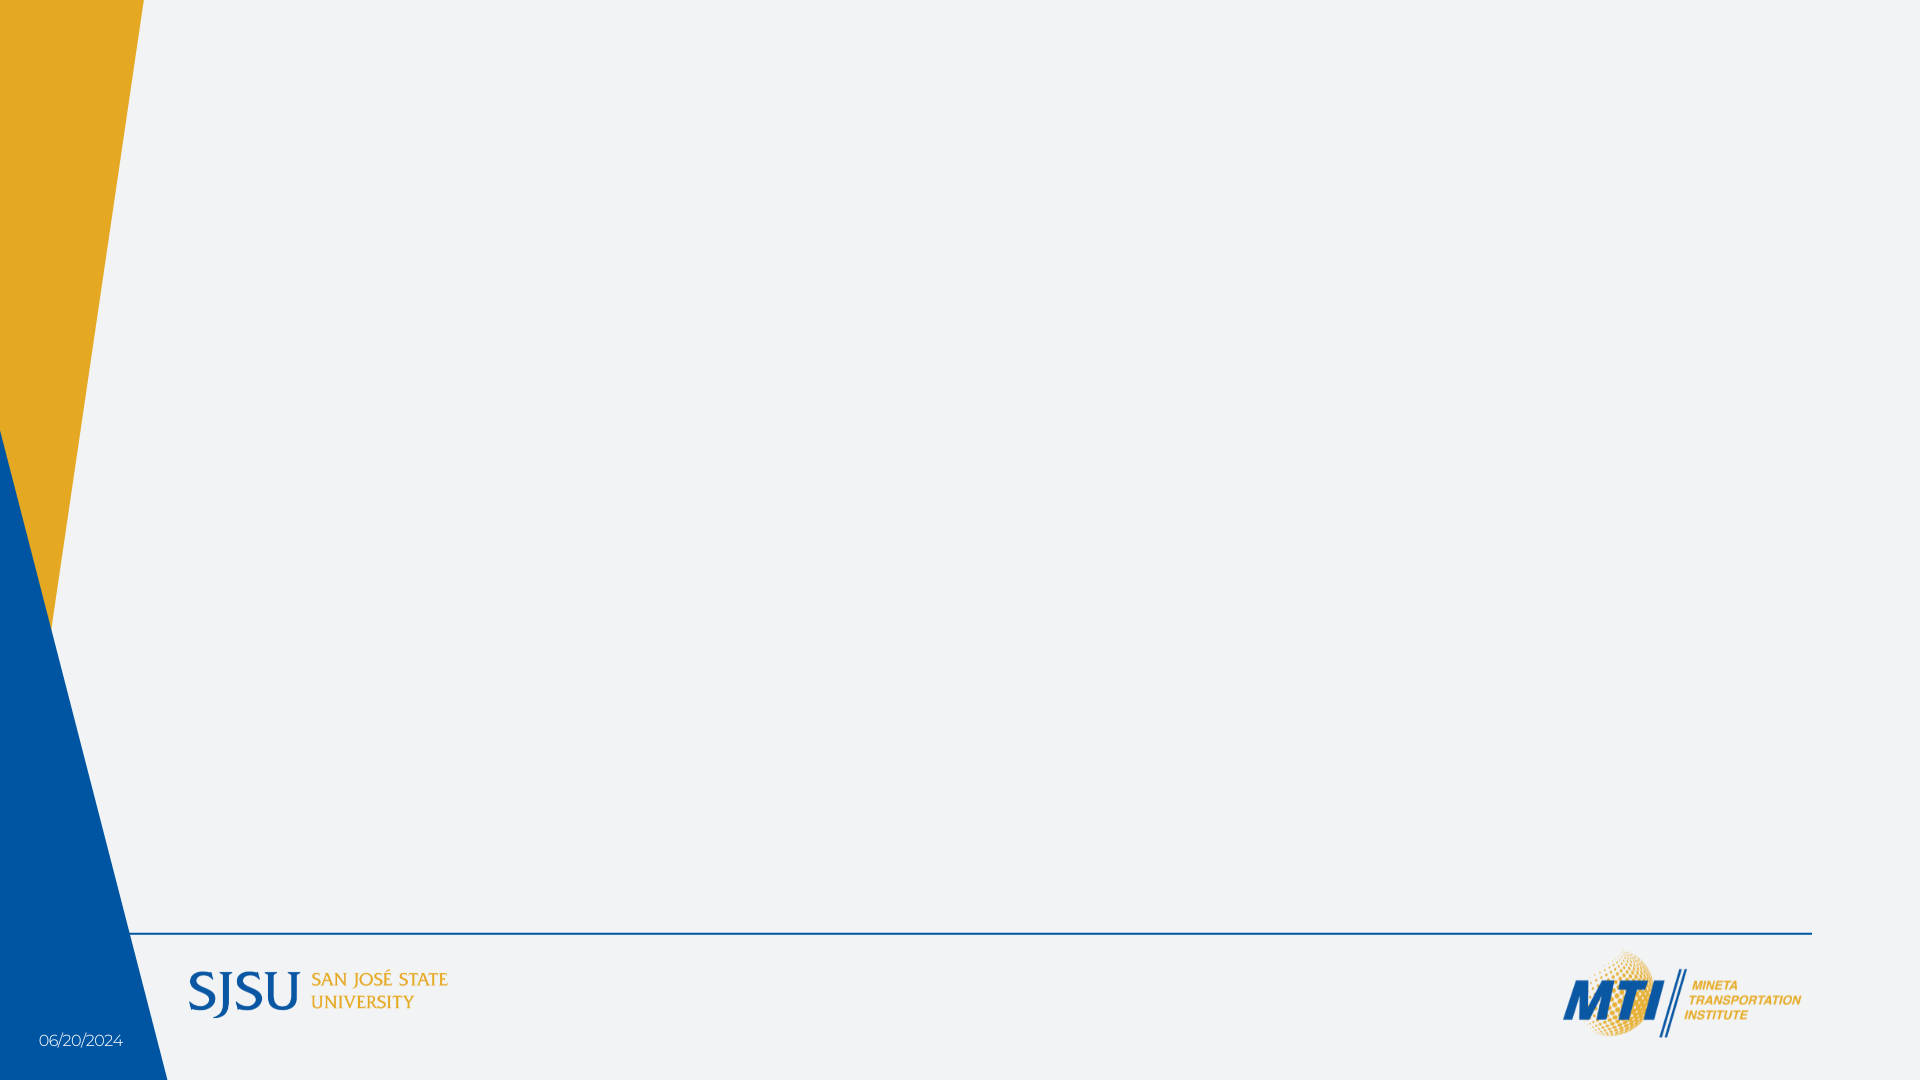 SJSU SAN JOSÉ STATE
UNIVERSITY
MTI MINETA
TRANSPORTATION
INSTITUTE
06/20/2024